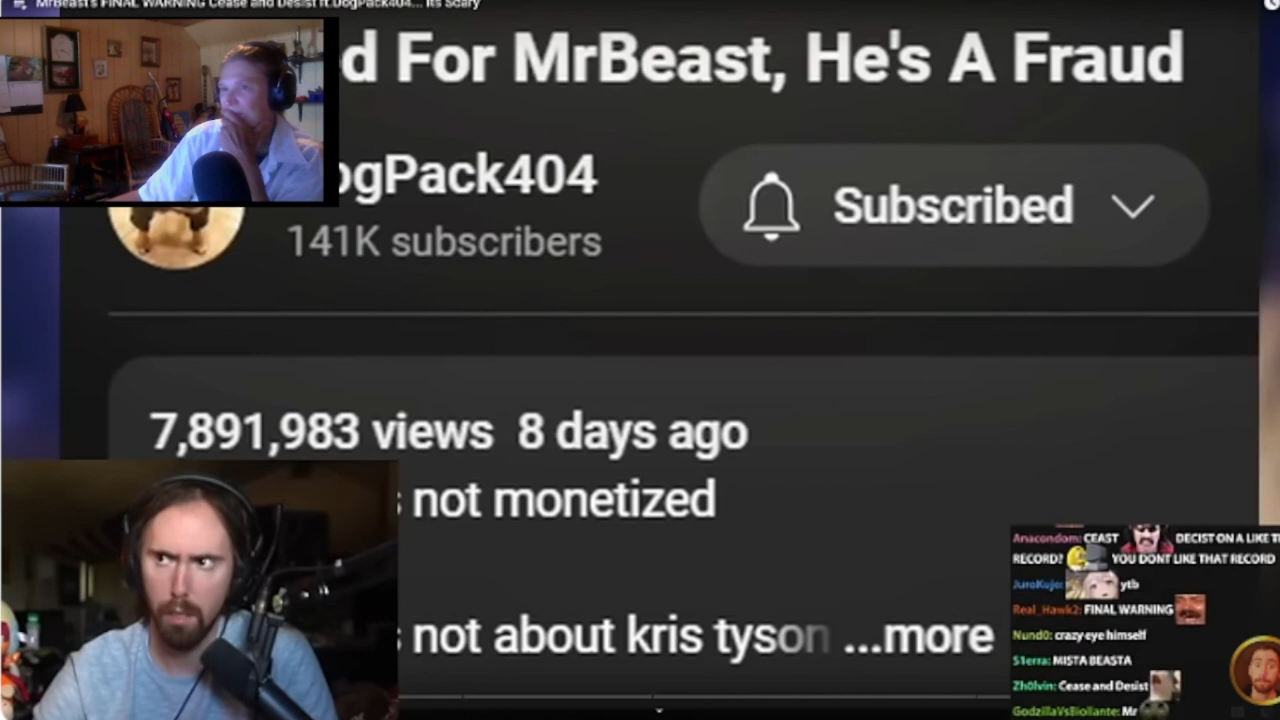 MrBeast's FINAL WARNING Cease and Desist ft.DogPack404... Its Scary
d For MrBeast, He's A Fraud
ogPack404
Subscribed
141K subscribers
7,891,983 views 8 days ago
not monetized
not about kris tyson ...more
Anacondom: CEAST DECIST ON A LIKE T
RECORD? YOU DONT LIKE THAT RECORD
JuroKujo: ytb
Real_Hawk2: FINAL WARNING
Nund0: crazy eye himself
S1erra: MISTA BEASTA
Zh0lvin: Cease and Desist
GodzillaVsBiollante: Mr